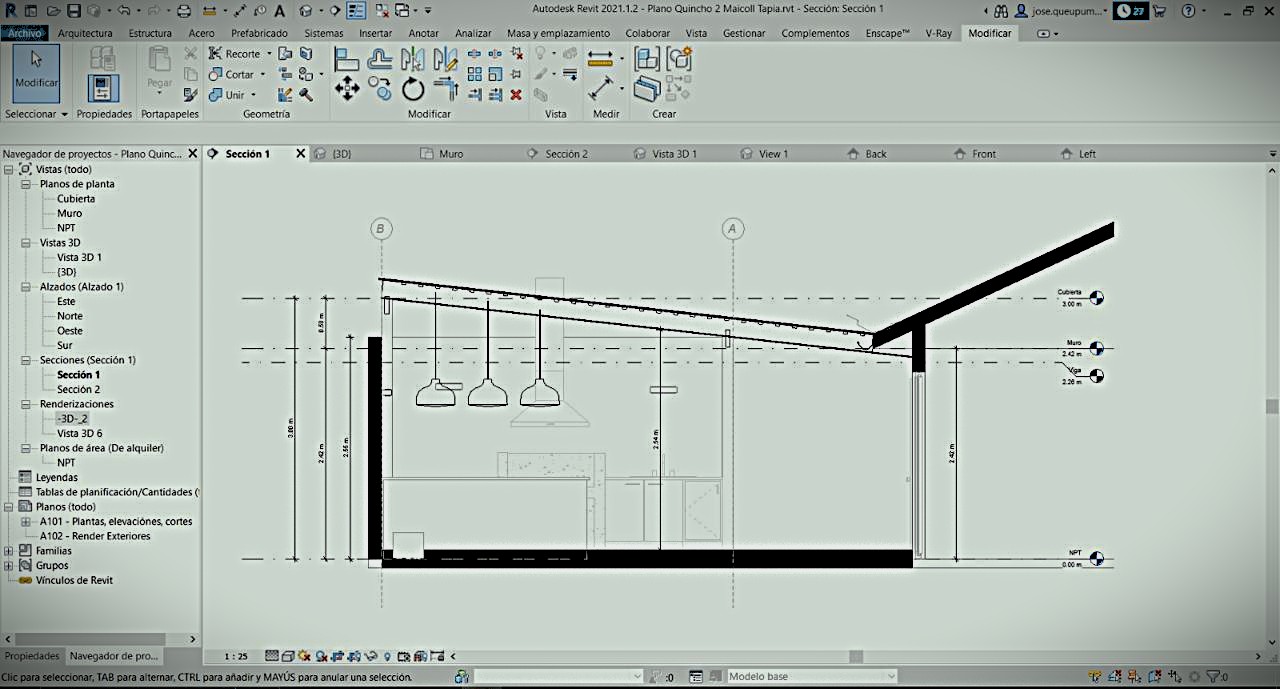 Autodesk Revit 2021.1.2 - Plano Quincho 2 Maicoll Tapia.rvt - Sección: Sección 1
jose.queupum...
27
Archivo Arquitectura Estructura Acero Prefabricado Sistemas Insertar Anotar Analizar Masa y emplazamiento Colaborar Vista Gestionar Complementos Enscape™ V-Ray Modificar
Modificar
Pegar
Recorte
Cortar
Unir
Seleccionar Propiedades Portapapeles Geometría Modificar Vista Medir Crear
Navegador de proyectos - Plano Quinc...
Sección 1 {3D} Muro Sección 2 Vista 3D 1 View 1 Back Front Left
Vistas (todo)
Planos de planta
Cubierta
Muro
NPT
Vistas 3D
Vista 3D 1
{3D}
Alzados (Alzado 1)
Este
Norte
Oeste
Sur
Secciones (Sección 1)
Sección 1
Sección 2
Renderizaciones
-3D-_2
Vista 3D 6
Planos de área (De alquiler)
NPT
Leyendas
Tablas de planificación/Cantidades (
Planos (todo)
A101 - Plantas, elevaciónes, cortes
A102 - Render Exteriores
Familias
Grupos
Vínculos de Revit
B A
Cubierta
3.00 m
Muro
2.42 m
Viga
2.26 m
3.00 m
2.42 m
2.54 m
2.42 m
NPT
0.00 m
Propiedades Navegador de pro...
1 : 25
Clic para seleccionar, TAB para alternar, CTRL para añadir y MAYÚS para anular una selección.
:0
Modelo base
:0